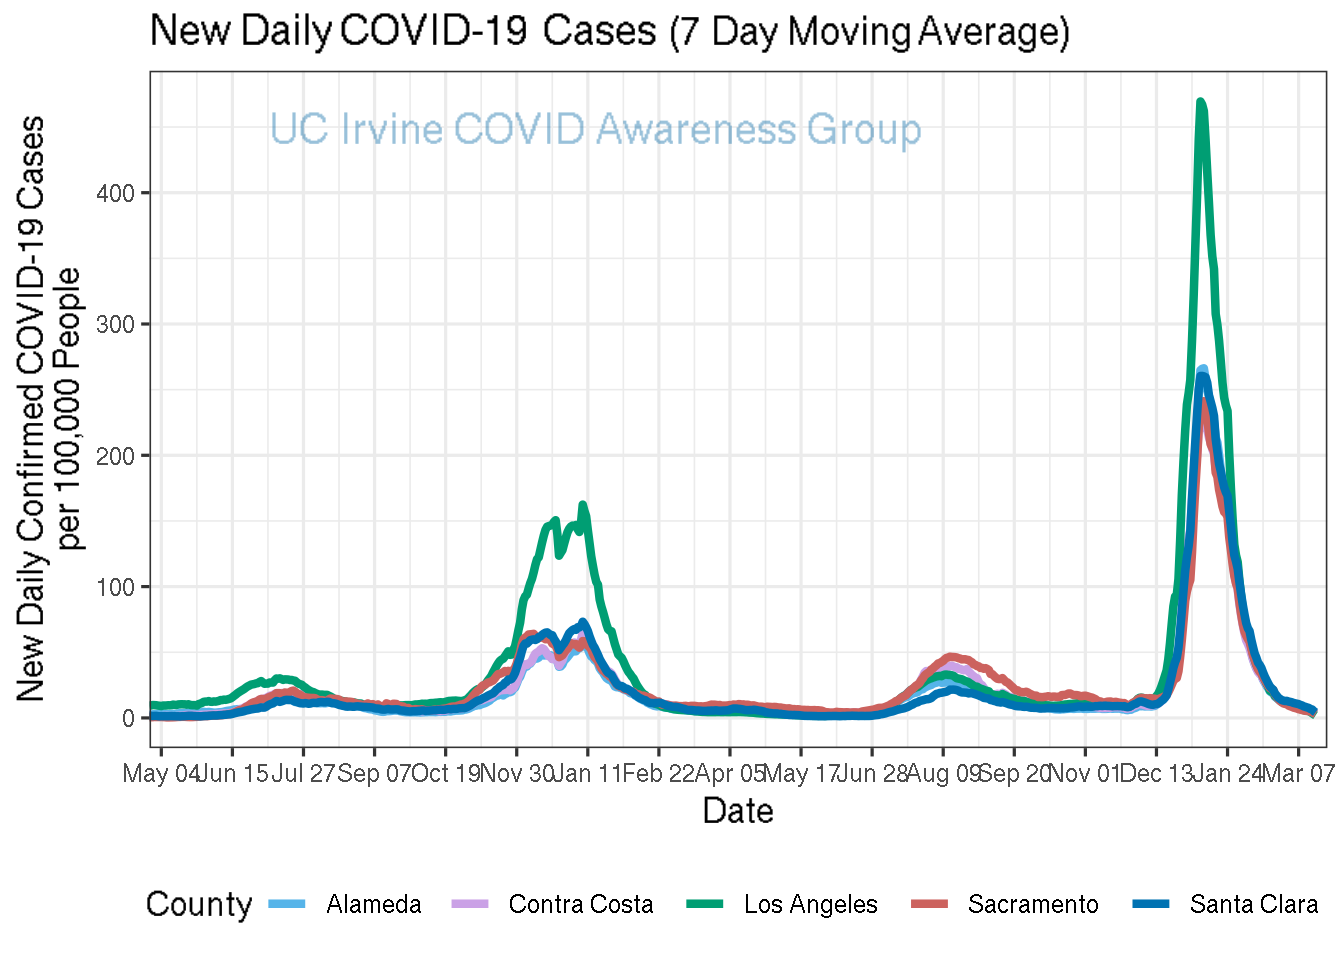 New Daily COVID-19 Cases (7 Day Moving Average)
UC Irvine COVID Awareness Group
New Daily Confirmed COVID-19 Cases
per 100,000 People
400
300
200
100
0
May 04 Jun 15 Jul 27 Sep 07 Oct 19 Nov 30 Jan 11 Feb 22 Apr 05 May 17 Jun 28 Aug 09 Sep 20 Nov 01 Dec 13 Jan 24 Mar 07
Date
County Alameda Contra Costa Los Angeles Sacramento Santa Clara